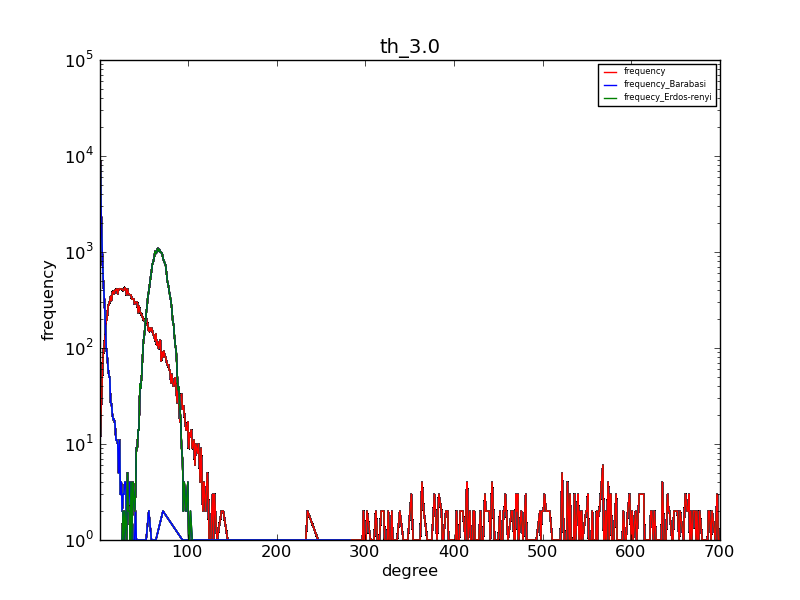 th_3.0
10^5
10^4
10^3
10^2
10^1
10^0
frequency
frequency
frequency_Barabasi
frequecy_Erdos-renyi
100 200 300 400 500 600 700
degree